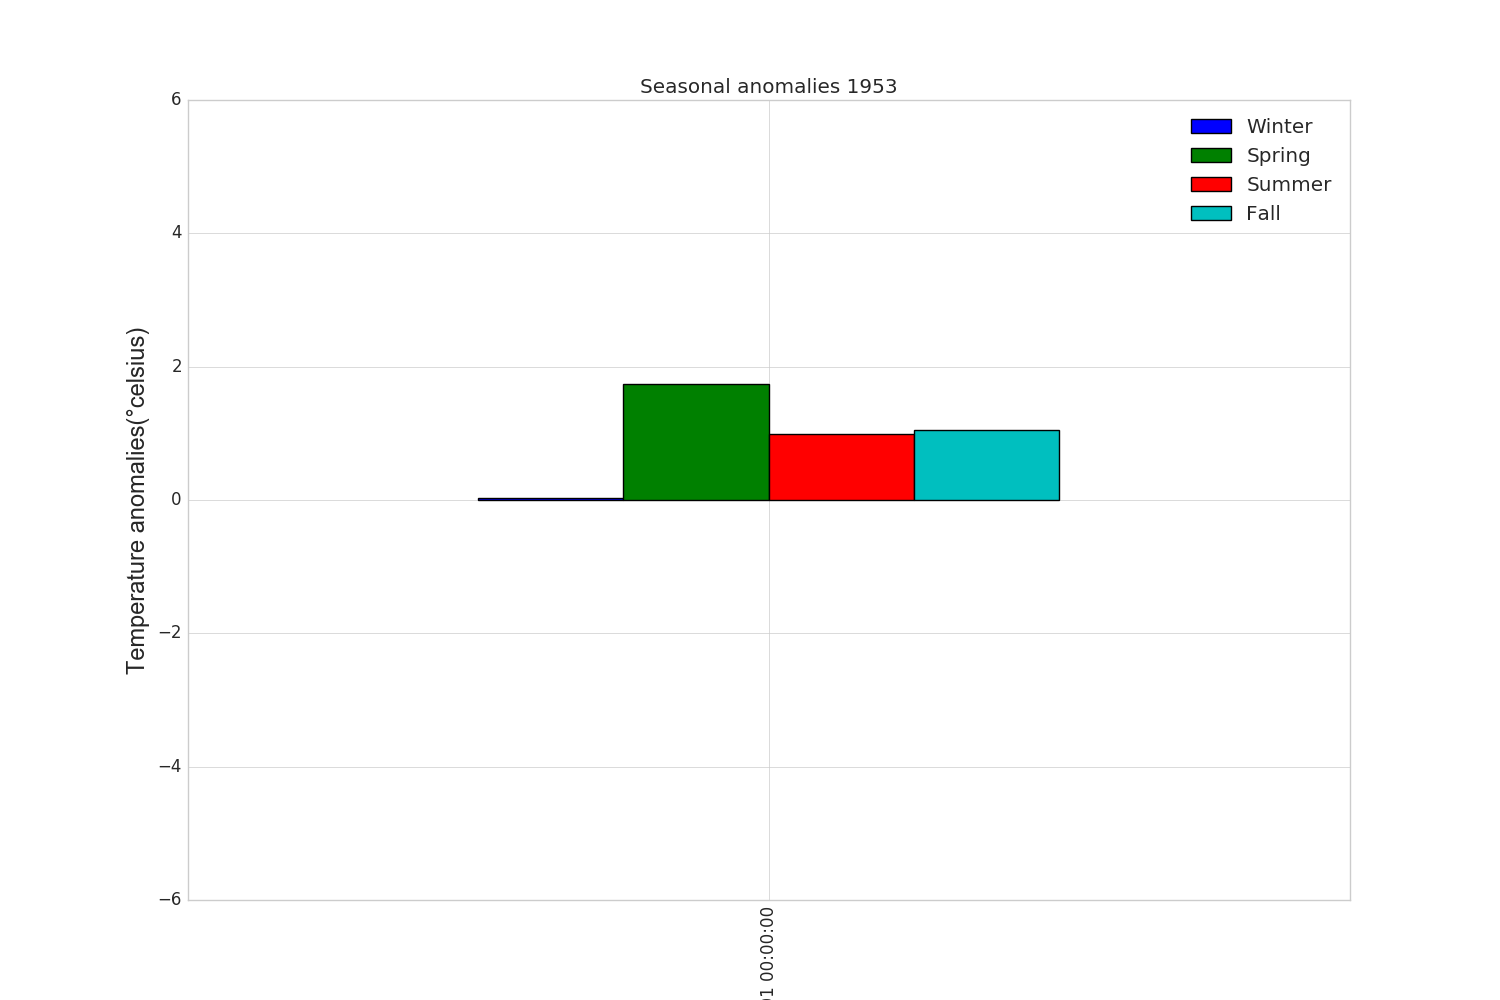 Seasonal anomalies 1953
Winter
Spring
Summer
Fall
Temperature anomalies(°celsius)
6
4
2
0
−2
−4
−6
01 00:00:00